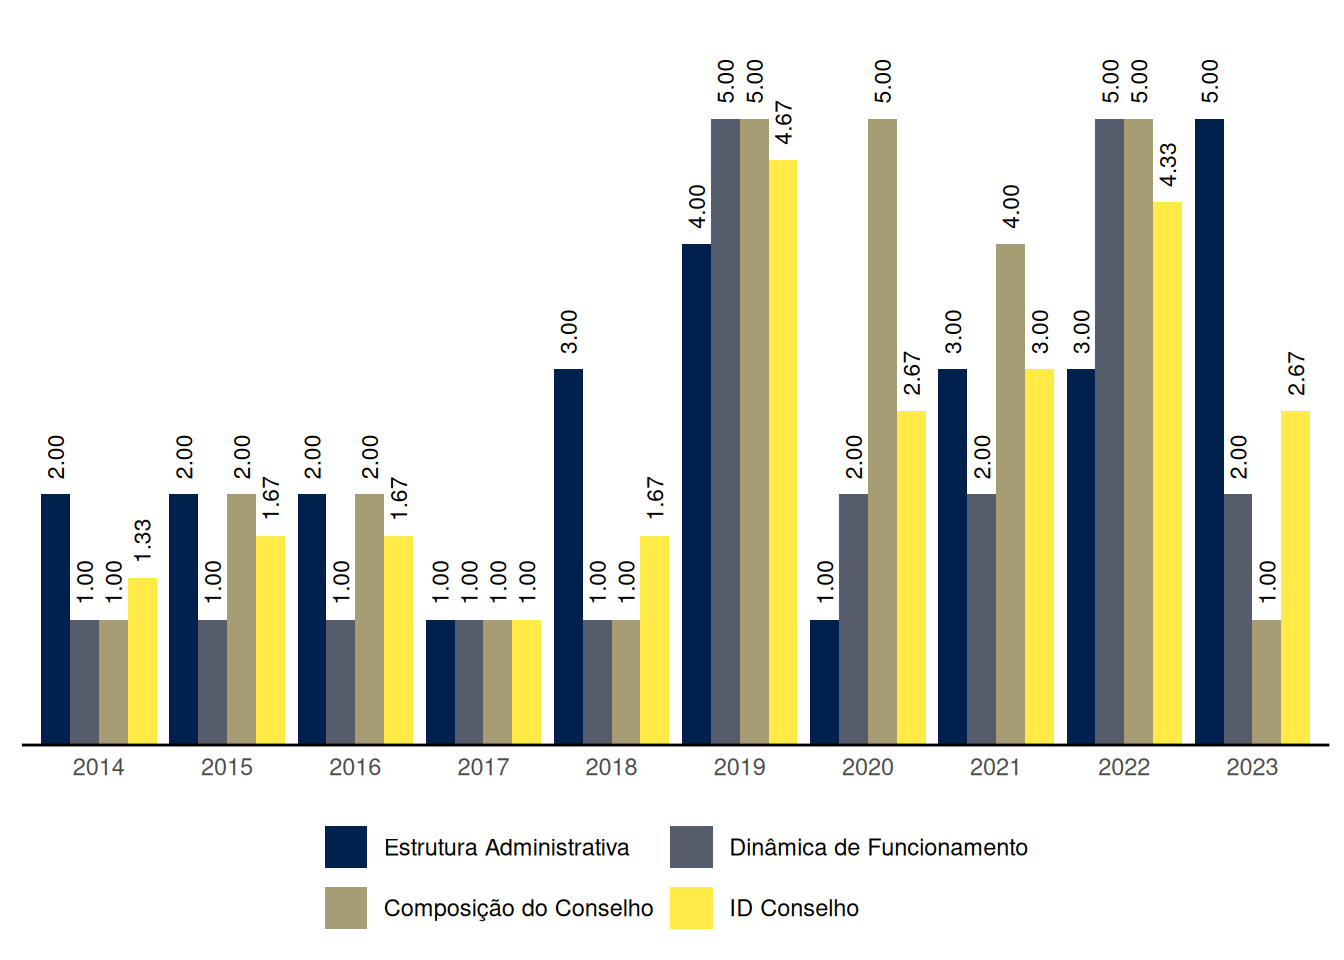 2.00 1.00 1.00 1.33 2.00 1.00 2.00 1.67 2.00 1.00 2.00 1.67 1.00 1.00 1.00 1.00 3.00 1.00 1.00 1.67 4.00 5.00 5.00 4.67 1.00 2.00 5.00 2.67 3.00 2.00 4.00 3.00 3.00 5.00 5.00 4.33 5.00 2.00 1.00 2.67
2014 2015 2016 2017 2018 2019 2020 2021 2022 2023
Estrutura Administrativa Dinâmica de Funcionamento
Composição do Conselho ID Conselho